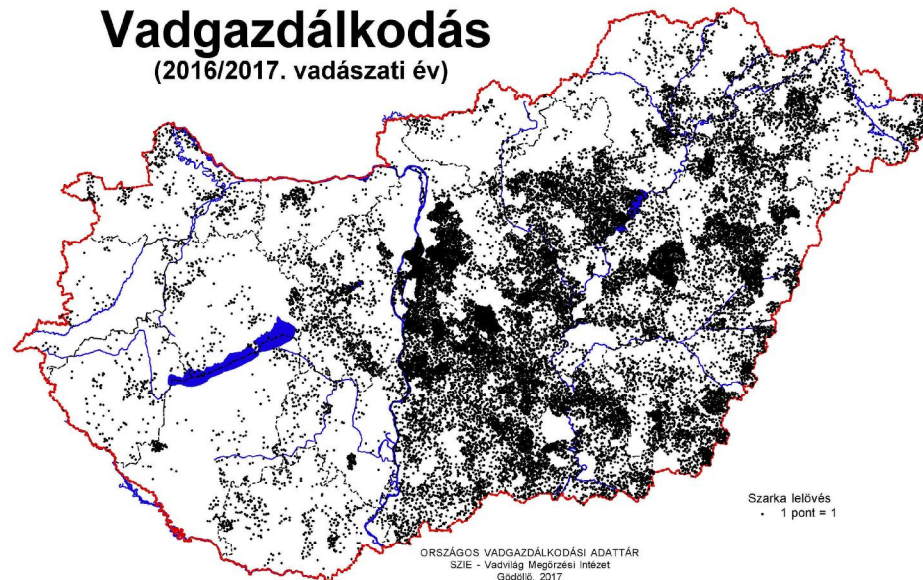 Vadgazdálkodás
(2016/2017. vadászati év)
Szarka lelövés
1 pont = 1
ORSZÁGOS VADGAZDÁLKODÁSI ADATTÁR
SZIE - Vadvilág Megőrzési Intézet
Gödöllő, 2017